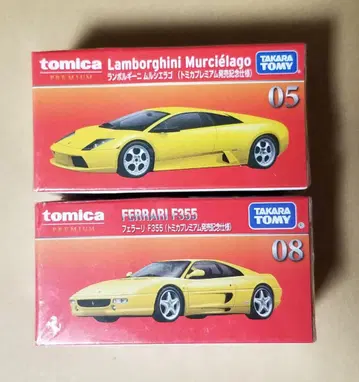 tomica
PREMIUM
Lamborghini Murciélago
ランボルギーニ ムルシエラゴ (トミカプレミアム発売記念仕様)
TAKARA
TOMY
05
tomica
PREMIUM
FERRARI F355
フェラーリ F355 (トミカプレミアム発売記念仕様)
TAKARA
TOMY
08